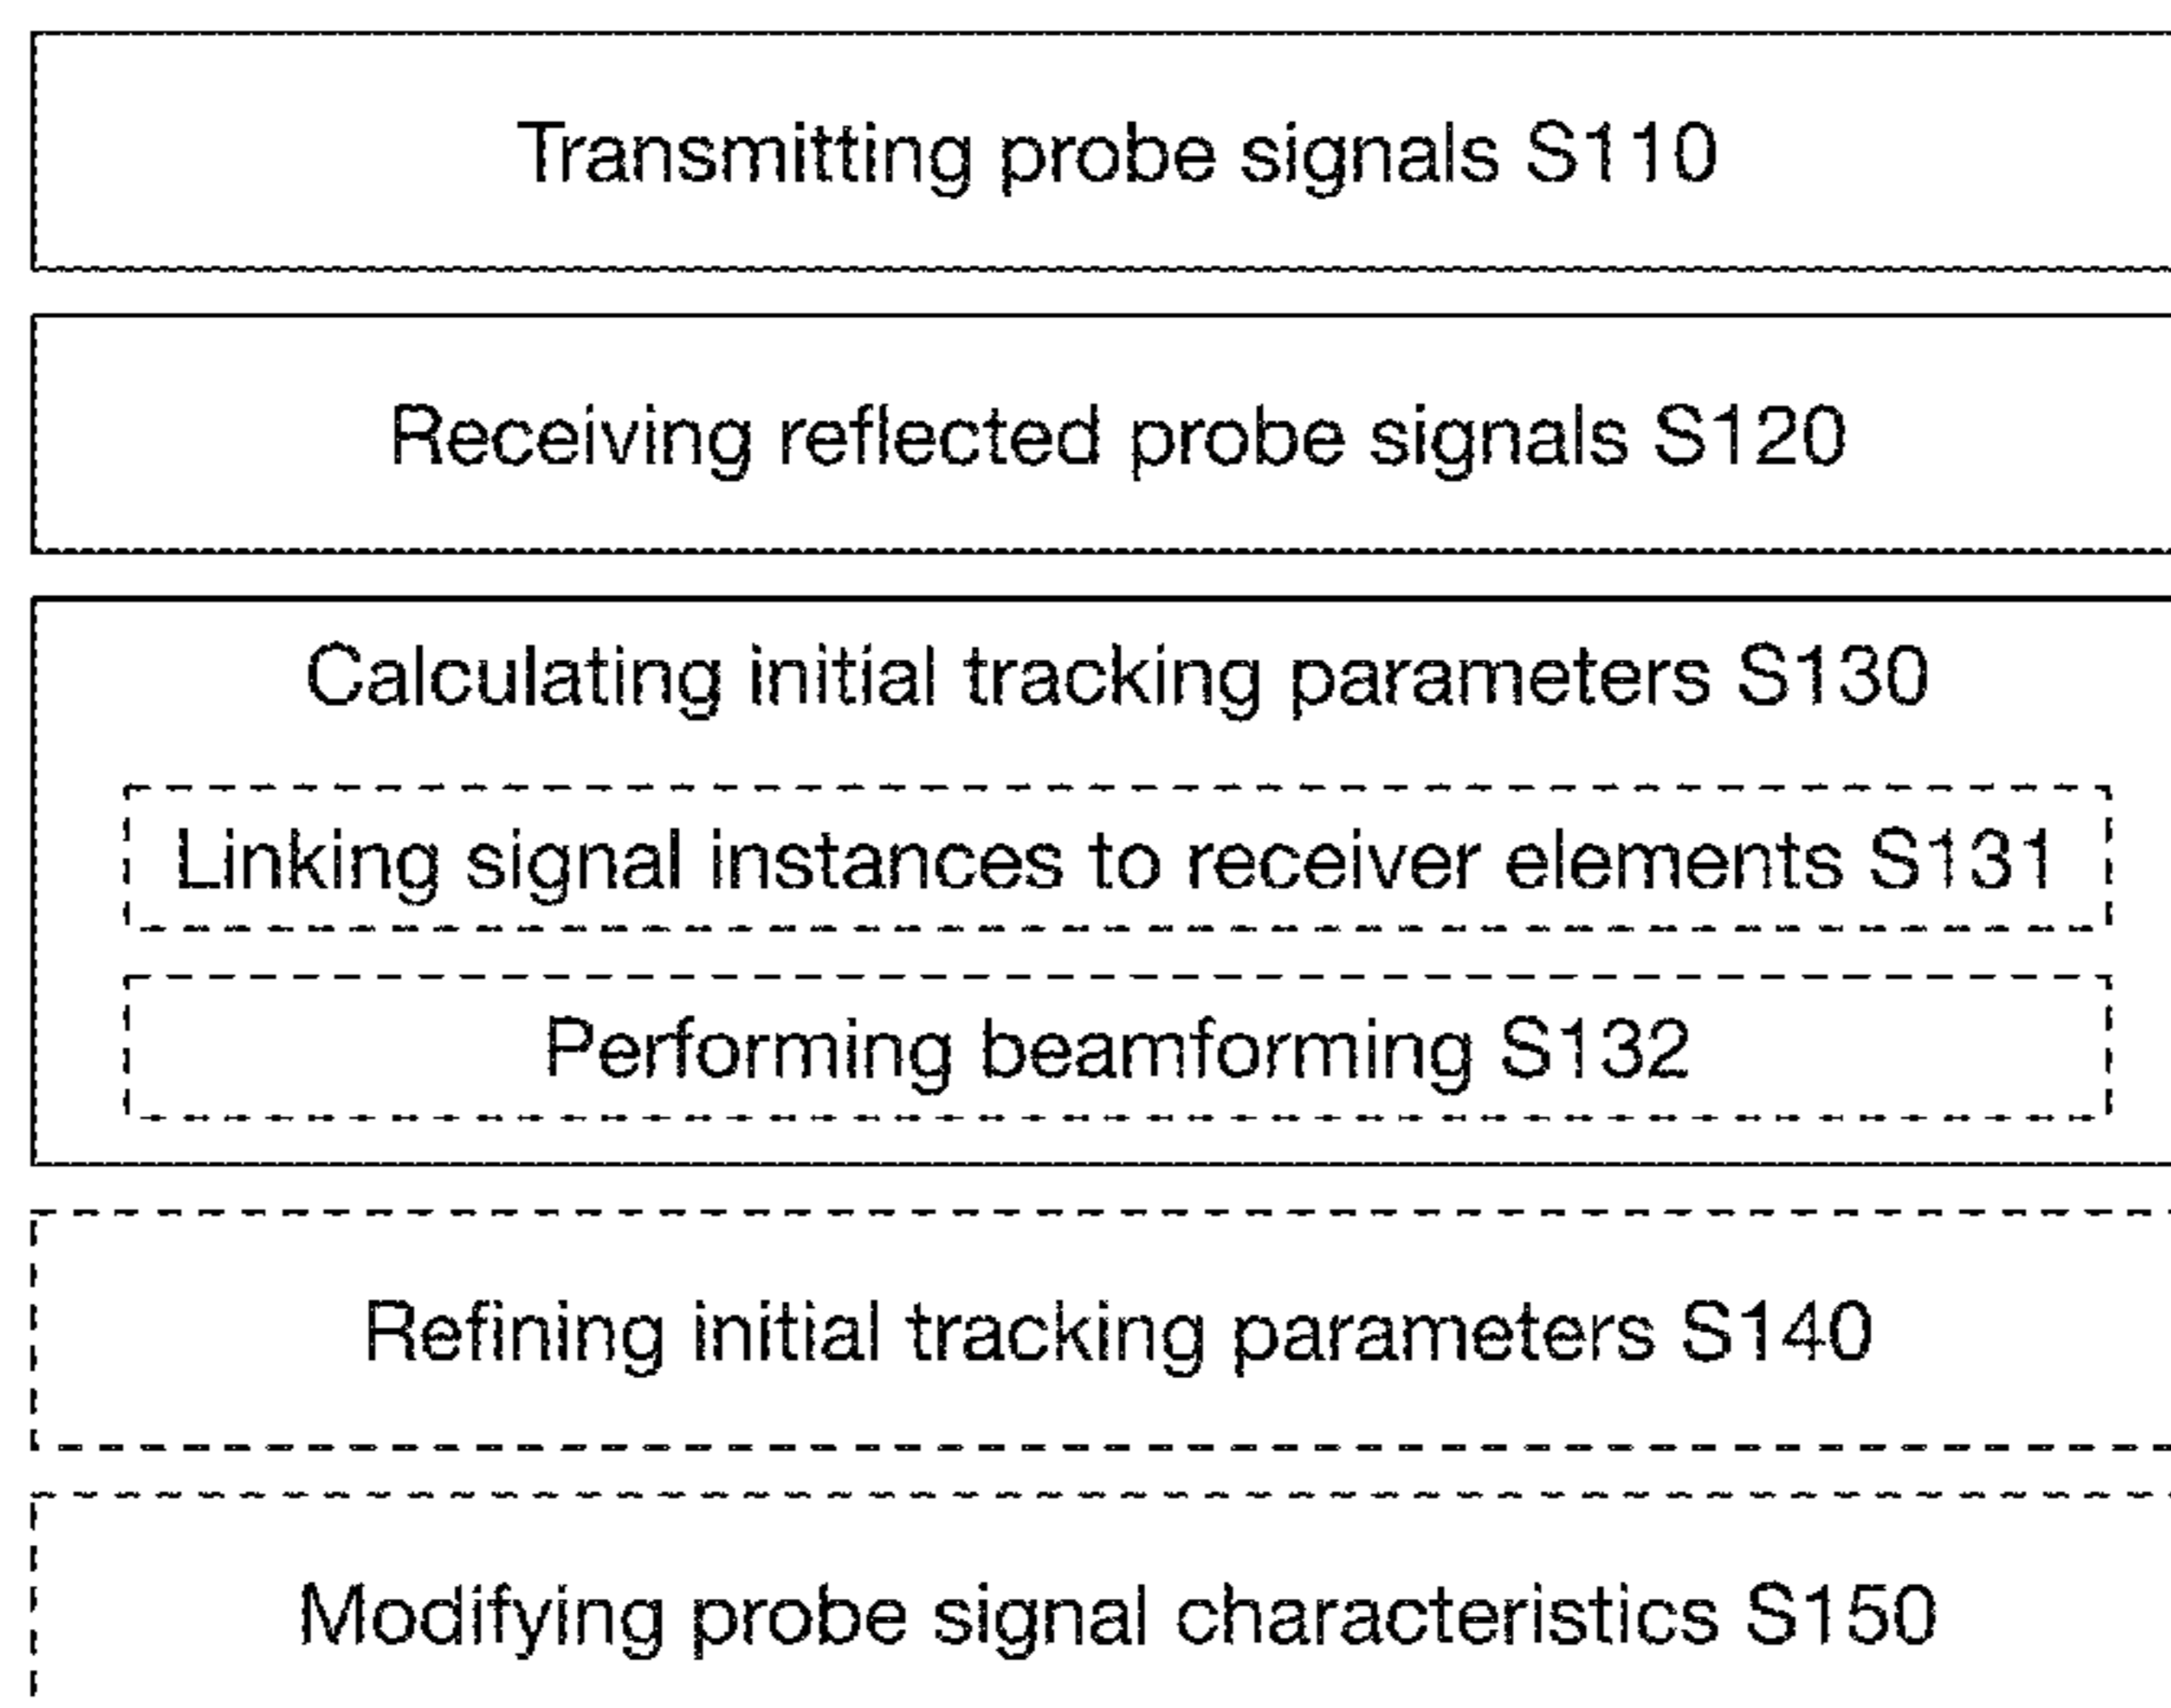 Transmitting probe signals S110
Receiving reflected probe signals S120
Calculating initial tracking parameters S130
Linking signal instances to receiver elements S131
Performing beamforming S132
Refining initial tracking parameters S140
Modifying probe signal characteristics S150